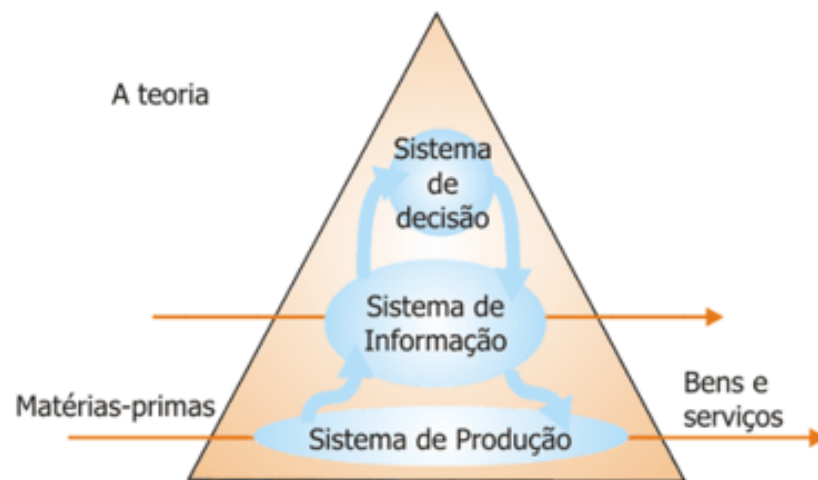 A teoria
Sistema
de
decisão
Sistema de
Informação
Matérias-primas
Sistema de Produção
Bens e
serviços